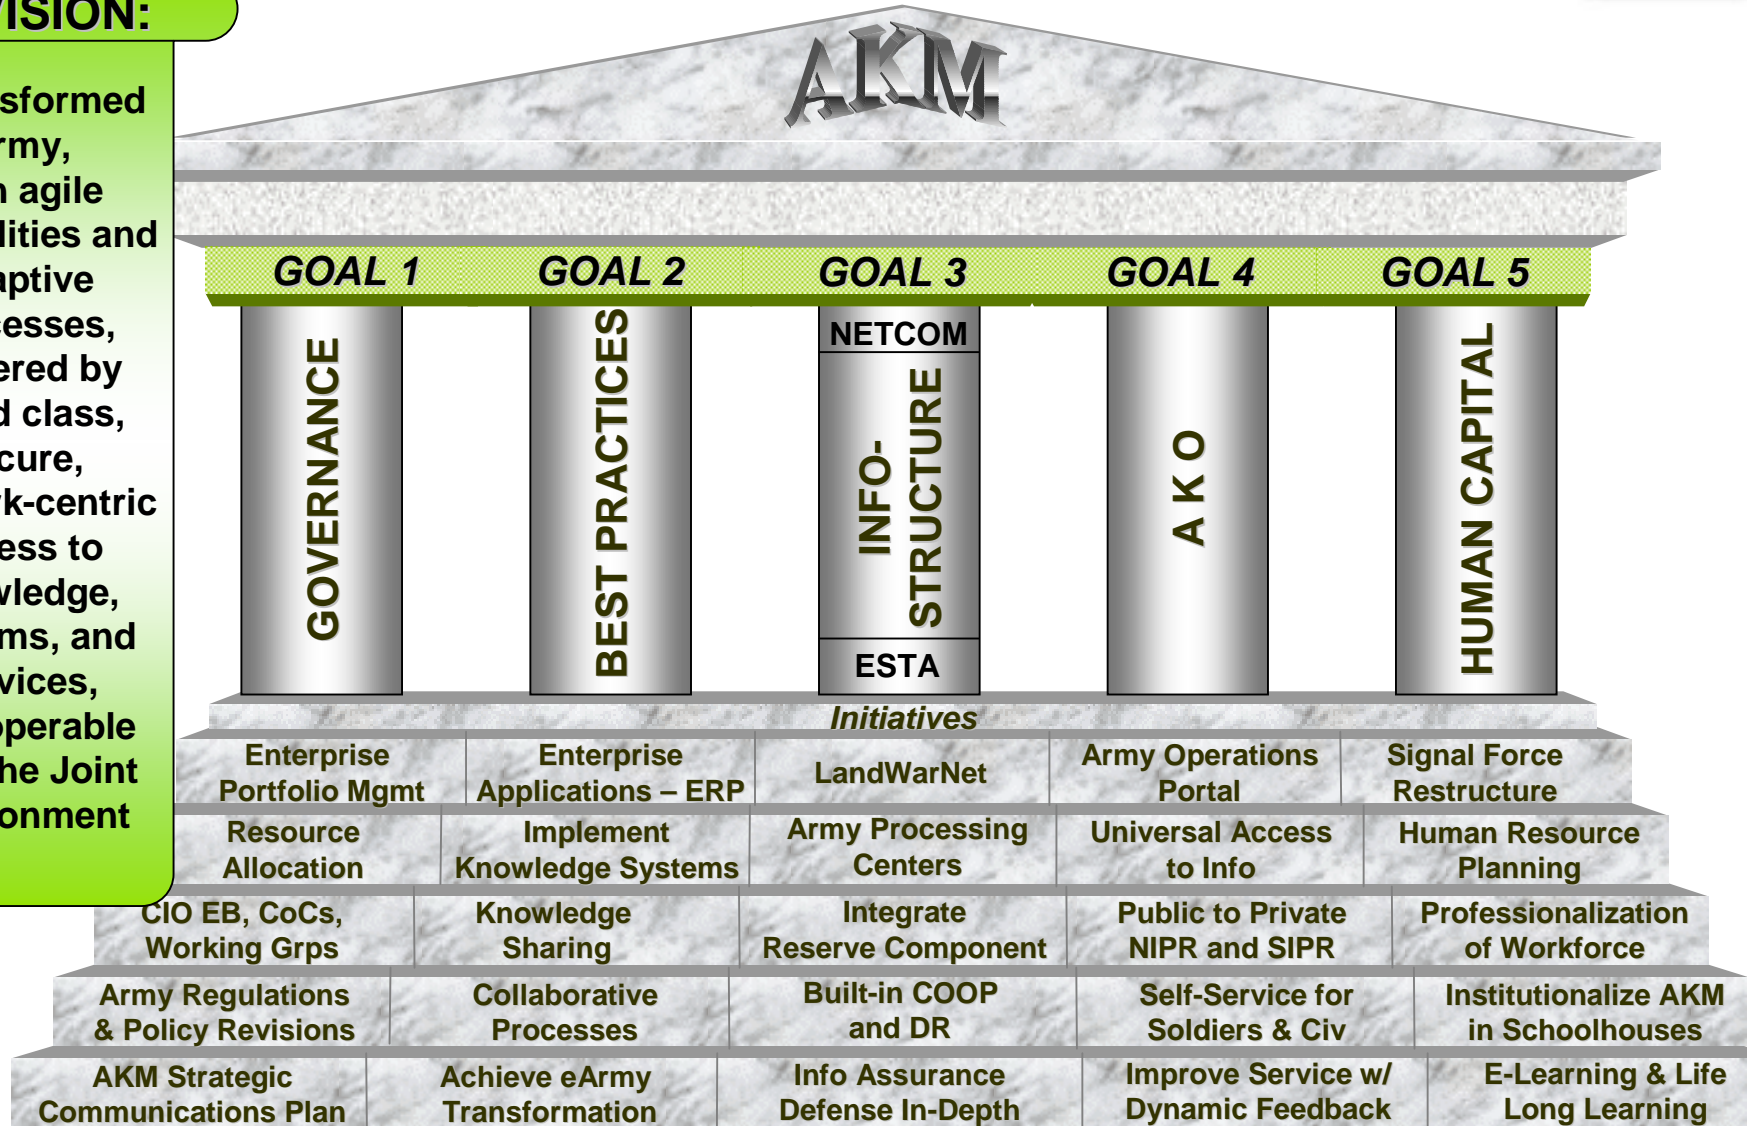 VISION:
sformed
rmy,
n agile
lities and
aptive
cesses,
ered by
d class,
cure,
rk-centric
ess to
wledge,
ms, and
vices,
operable
he Joint
onment
AKM
GOAL 1
GOAL 2
GOAL 3
GOAL 4
GOAL 5
GOVERNANCE
BEST PRACTICES
NETCOM
INFO-
STRUCTURE
ESTA
A K O
HUMAN CAPITAL
Initiatives
Enterprise
Portfolio Mgmt
Enterprise
Applications – ERP
LandWarNet
Army Operations
Portal
Signal Force
Restructure
Resource
Allocation
Implement
Knowledge Systems
Army Processing
Centers
Universal Access
to Info
Human Resource
Planning
CIO EB, CoCs,
Working Grps
Knowledge
Sharing
Integrate
Reserve Component
Public to Private
NIPR and SIPR
Professionalization
of Workforce
Army Regulations
& Policy Revisions
Collaborative
Processes
Built-in COOP
and DR
Self-Service for
Soldiers & Civ
Institutionalize AKM
in Schoolhouses
AKM Strategic
Communications Plan
Achieve eArmy
Transformation
Info Assurance
Defense In-Depth
Improve Service w/
Dynamic Feedback
E-Learning & Life
Long Learning